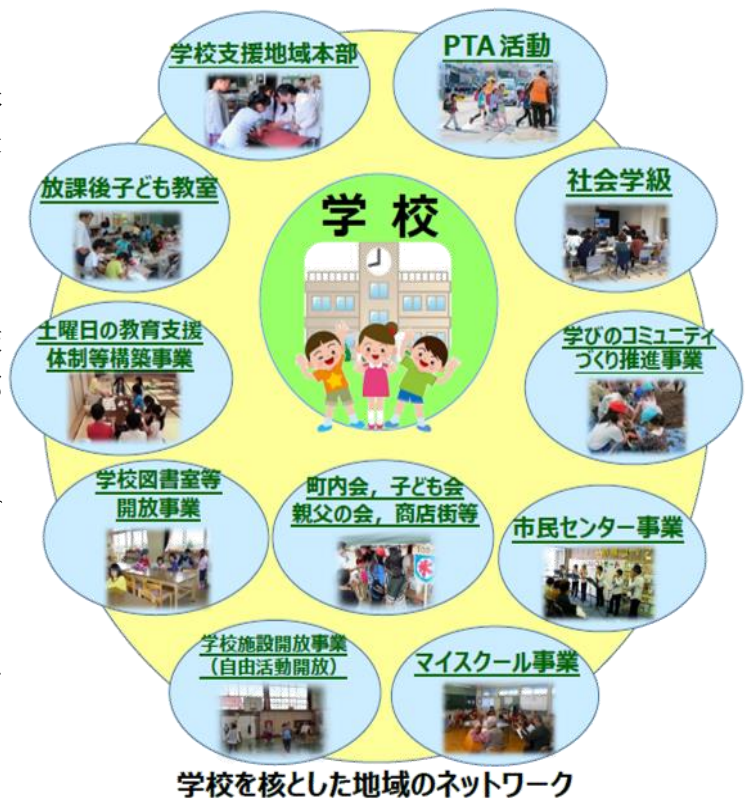 学校支援地域本部
PTA活動
放課後子ども教室
学校
社会学級
土曜日の教育支援
体制等構築事業
学びのコミュニティ
づくり推進事業
学校図書室等
開放事業
町内会，子ども会
親父の会，商店街等
市民センター事業
学校施設開放事業
（自由活動開放）
マイスクール事業
学校を核とした地域のネットワーク